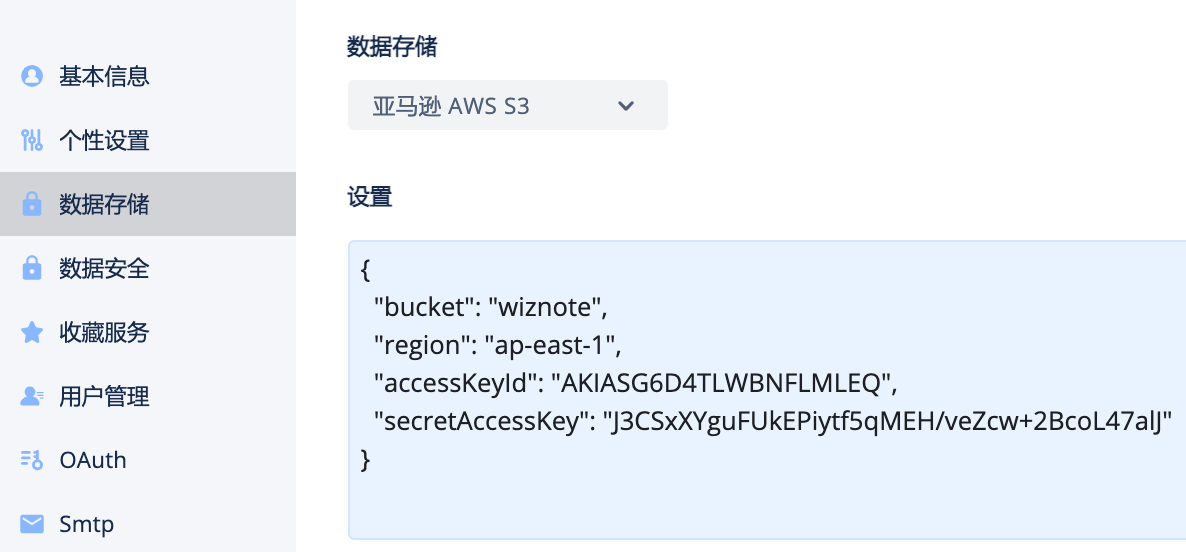 基本信息
个性设置
数据存储
数据安全
收藏服务
用户管理
OAuth
Smtp
数据存储
亚马逊 AWS S3
设置
{
"bucket": "wiznote",
"region": "ap-east-1",
"accessKeyId": "AKIASG6D4TLWBNFLMLEQ",
"secretAccessKey": "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"
}